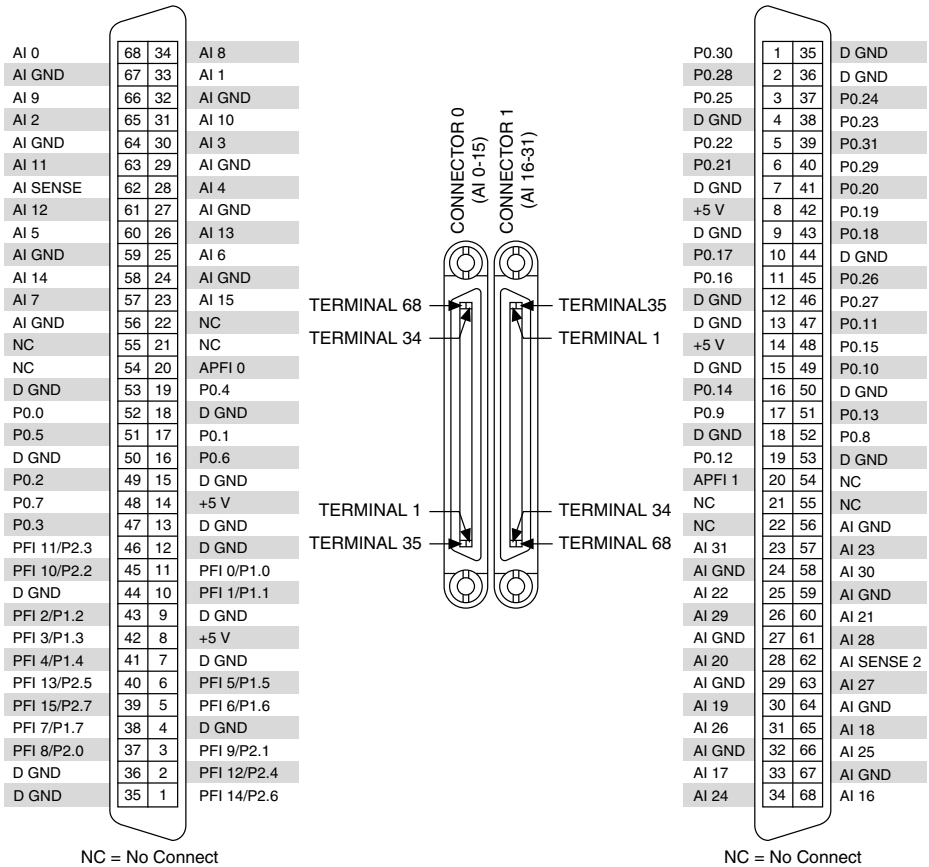 AI 0 68 34 AI 8
AI GND 67 33 AI 1
AI 9 66 32 AI GND
AI 2 65 31 AI 10
AI GND 64 30 AI 3
AI 11 63 29 AI GND
AI SENSE 62 28 AI 4
AI 12 61 27 AI GND
AI 5 60 26 AI 13
AI GND 59 25 AI 6
AI 14 58 24 AI GND
AI 7 57 23 AI 15
AI GND 56 22 NC
NC 55 21 NC
NC 54 20 APFI 0
D GND 53 19 P0.4
P0.0 52 18 D GND
P0.5 51 17 P0.1
D GND 50 16 P0.6
P0.2 49 15 D GND
P0.7 48 14 +5 V
P0.3 47 13 D GND
PFI 11/P2.3 46 12 D GND
PFI 10/P2.2 45 11 PFI 0/P1.0
D GND 44 10 PFI 1/P1.1
PFI 2/P1.2 43 9 D GND
PFI 3/P1.3 42 8 +5 V
PFI 4/P1.4 41 7 D GND
PFI 13/P2.5 40 6 PFI 5/P1.5
PFI 15/P2.7 39 5 PFI 6/P1.6
PFI 7/P1.7 38 4 D GND
PFI 8/P2.0 37 3 PFI 9/P2.1
D GND 36 2 PFI 12/P2.4
D GND 35 1 PFI 14/P2.6
NC = No Connect
CONNECTOR 0
(AI 0-15)
CONNECTOR 1
(AI 16-31)
TERMINAL 68
TERMINAL 34
TERMINAL35
TERMINAL 1
TERMINAL 1
TERMINAL 35
TERMINAL 34
TERMINAL 68
P0.30 1 35 D GND
P0.28 2 36 D GND
P0.25 3 37 P0.24
D GND 4 38 P0.23
P0.22 5 39 P0.31
P0.21 6 40 P0.29
D GND 7 41 P0.20
+5 V 8 42 P0.19
D GND 9 43 P0.18
P0.17 10 44 D GND
P0.16 11 45 P0.26
D GND 12 46 P0.27
D GND 13 47 P0.11
+5 V 14 48 P0.15
D GND 15 49 P0.10
P0.14 16 50 D GND
P0.9 17 51 P0.13
D GND 18 52 P0.8
P0.12 19 53 D GND
APFI 1 20 54 NC
NC 21 55 NC
NC 22 56 AI GND
AI 31 23 57 AI 23
AI GND 24 58 AI 30
AI 22 25 59 AI GND
AI 29 26 60 AI 21
AI GND 27 61 AI 28
AI 20 28 62 AI SENSE 2
AI GND 29 63 AI 27
AI 19 30 64 AI GND
AI 26 31 65 AI 18
AI GND 32 66 AI 25
AI 17 33 67 AI GND
AI 24 34 68 AI 16
NC = No Connect